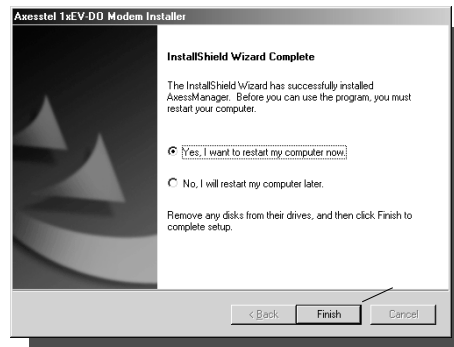 Axesstel 1xEV-DO Modem Installer
InstallShield Wizard Complete
The InstallShield Wizard has successfully installed
AxessManager. Before you can use the program, you must
restart your computer.
Yes, I want to restart my computer now.
No, I will restart my computer later.
Remove any disks from their drives, and then click Finish to
complete setup.
< Back Finish Cancel